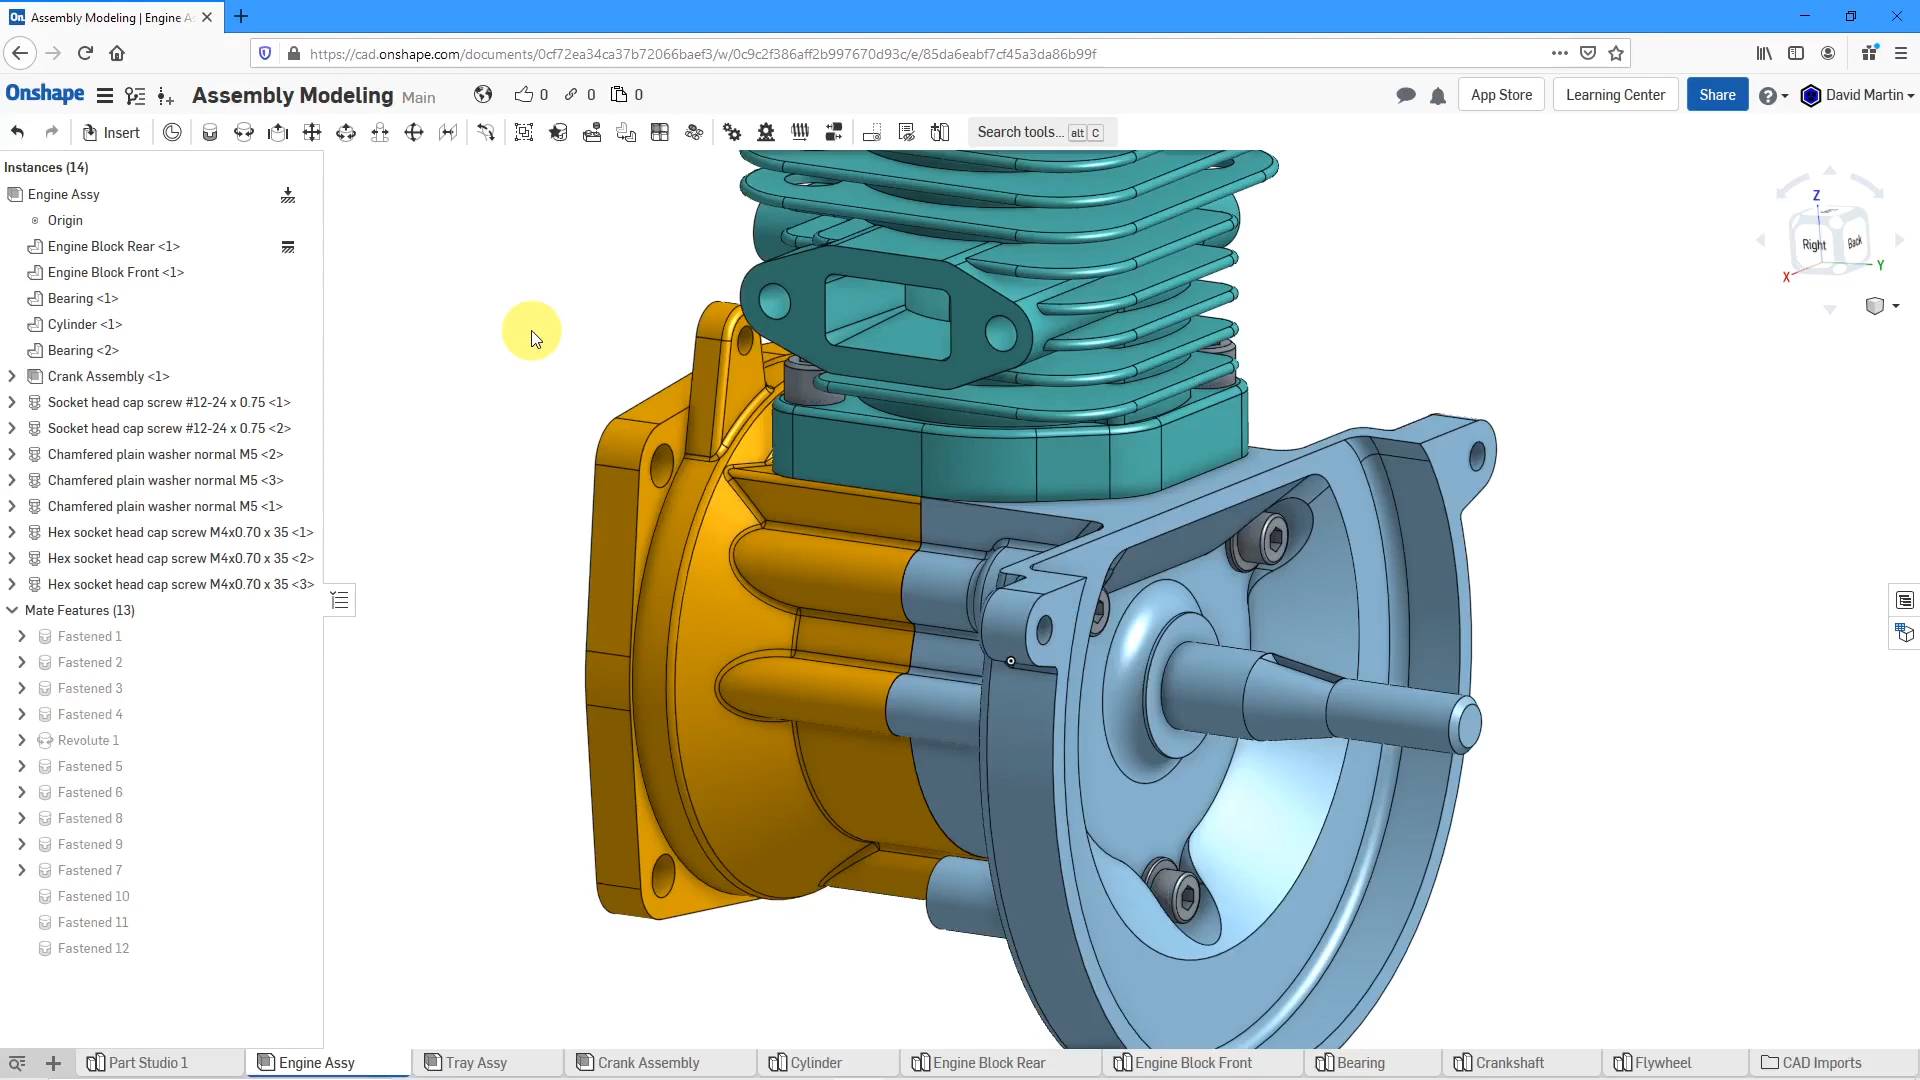 On. Assembly Modeling | Engine A
https://cad.onshape.com/documents/0cf72ea34ca37b72066baef3/w/0c9c2f386aff2b997670d93c/e/85da6eabf7cf45a3da86b99f
Onshape Assembly Modeling Main 0 0 0 App Store Learning Center Share David Martin
Insert Search tools... alt C
Instances (14)
Engine Assy
Origin
Engine Block Rear <1>
Engine Block Front <1>
Bearing <1>
Cylinder <1>
Bearing <2>
Crank Assembly <1>
Socket head cap screw #12-24 x 0.75 <1>
Socket head cap screw #12-24 x 0.75 <2>
Chamfered plain washer normal M5 <2>
Chamfered plain washer normal M5 <3>
Chamfered plain washer normal M5 <1>
Hex socket head cap screw M4x0.70 x 35 <1>
Hex socket head cap screw M4x0.70 x 35 <2>
Hex socket head cap screw M4x0.70 x 35 <3>
Mate Features (13)
Fastened 1
Fastened 2
Fastened 3
Fastened 4
Revolute 1
Fastened 5
Fastened 6
Fastened 8
Fastened 9
Fastened 7
Fastened 10
Fastened 11
Fastened 12
Z
Right Back
X Y
Part Studio 1 Engine Assy Tray Assy Crank Assembly Cylinder Engine Block Rear Engine Block Front Bearing Crankshaft Flywheel CAD Imports